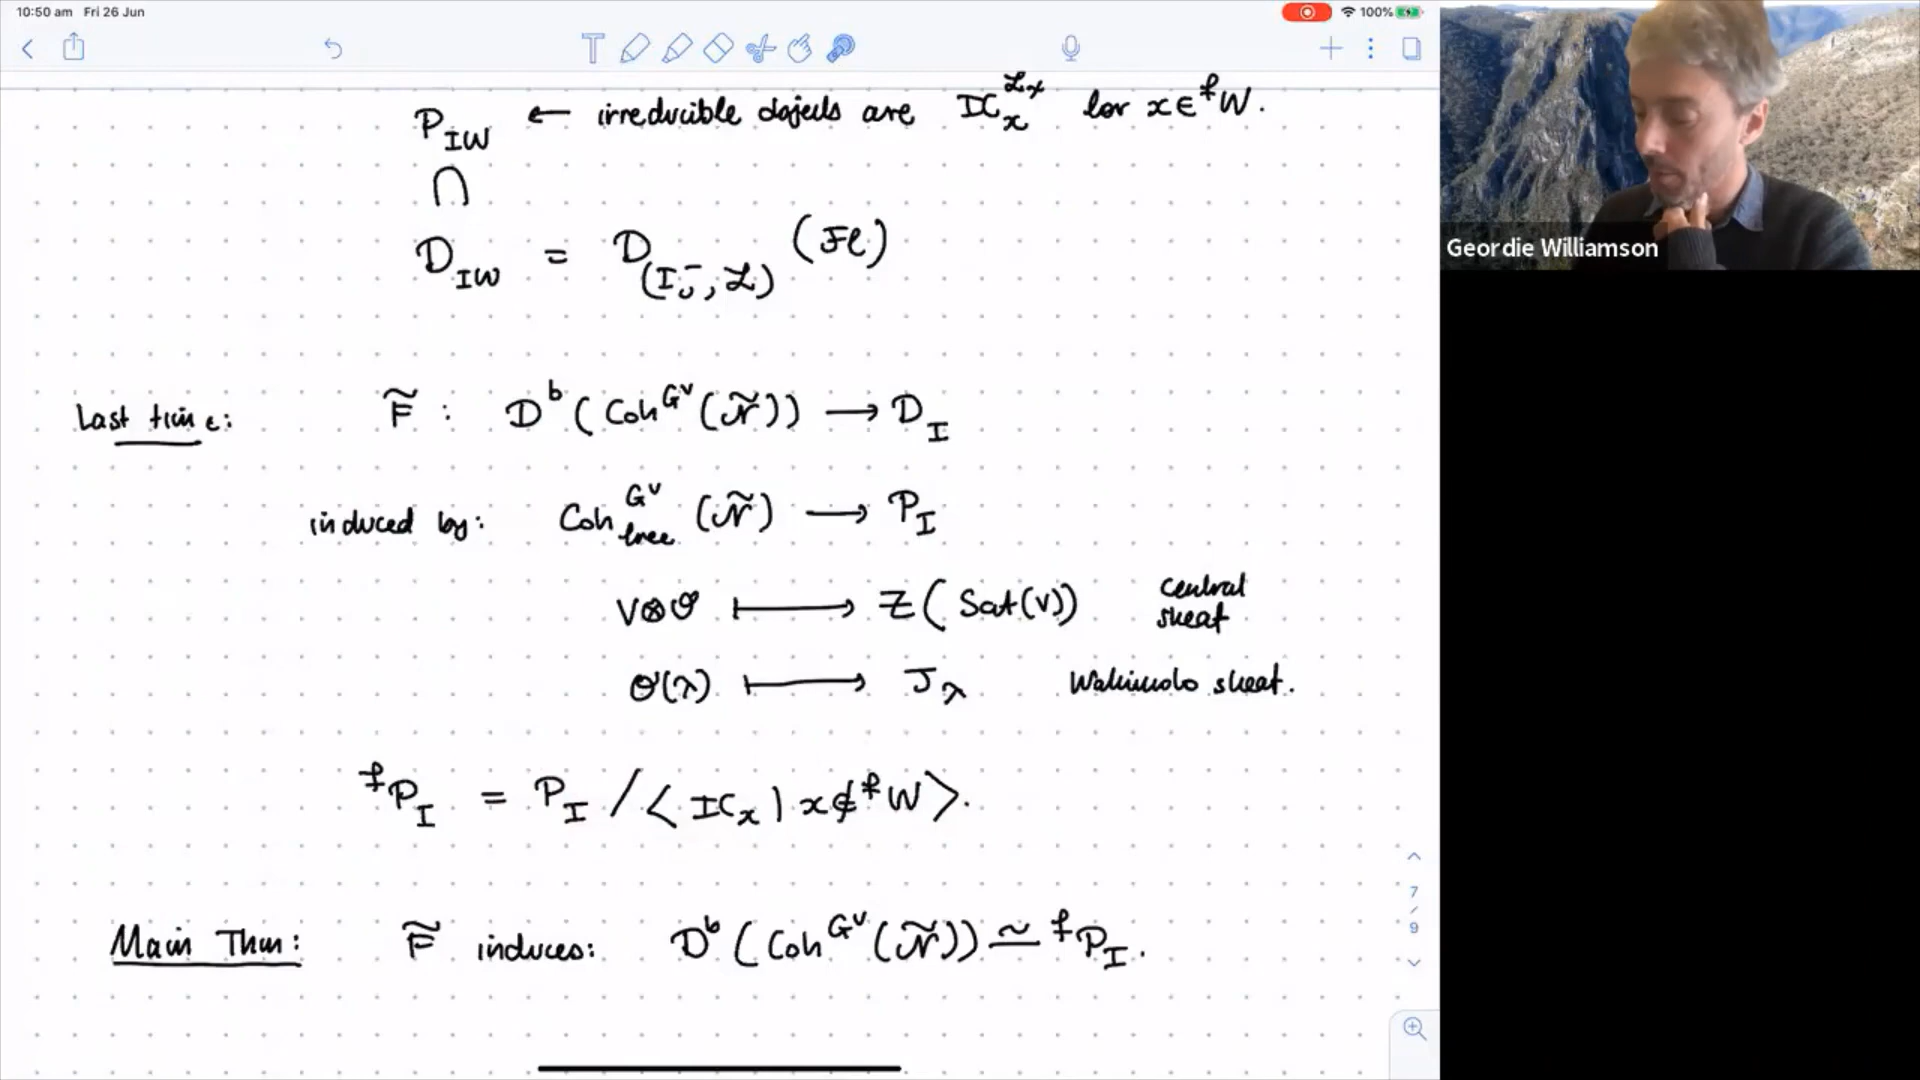 10:50 am Fri 26 Jun
100%
P_IW ← irreducible objects are IC_x^{ℒ_x} for x ∈ ᶠW.
∩
D_IW = D_(I_u^-, ℒ) (Fl)
Geordie Williamson
Last time: F̃ : D^b (Coh^{G^∨} (Ñ)) → D_I
induced by: Coh^{G^∨}_{free} (Ñ) → P_I
V⊗O ↦ Z(Sat(V)) central sheaf
O(λ) ↦ J_λ Wakimoto sheaf.
ᶠP_I = P_I / ⟨ IC_x | x ∉ ᶠW ⟩.
Main Thm: F̃ induces: D^b (Coh^{G^∨} (Ñ)) ≃ ᶠP_I.
7
/
9